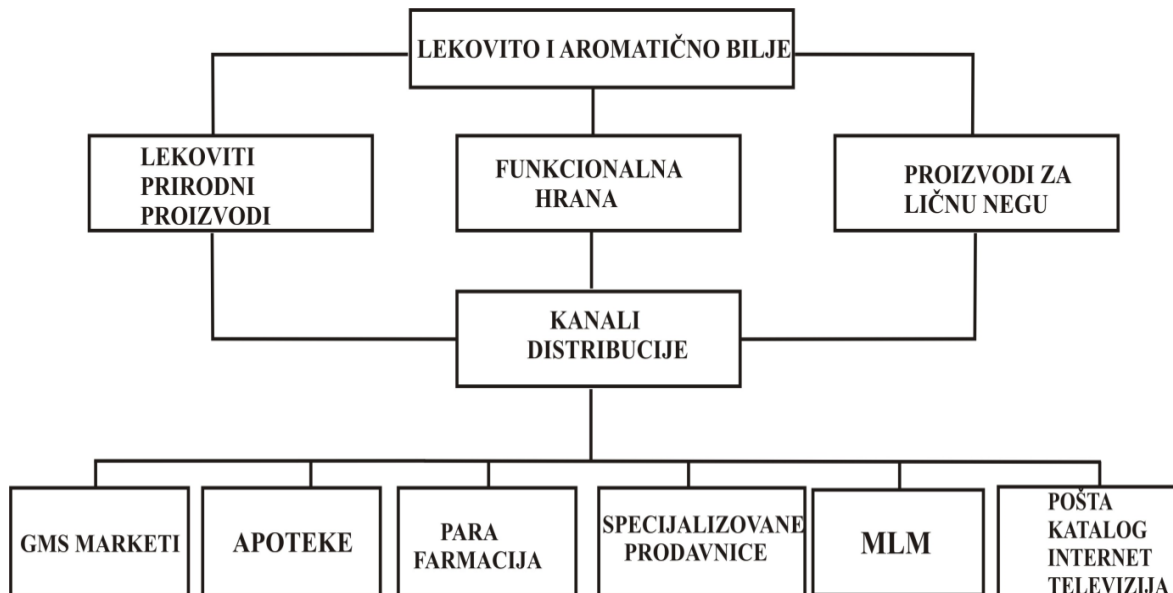 LEKOVITO I AROMATIČNO BILJE
LEKOVITI
PRIRODNI
PROIZVODI
FUNKCIONALNA
HRANA
PROIZVODI ZA
LIČNU NEGU
KANALI
DISTRIBUCIJE
GMS MARKETI
APOTEKE
PARA
FARMACIJA
SPECIJALIZOVANE
PRODAVNICE
MLM
POŠTA
KATALOG
INTERNET
TELEVIZIJA